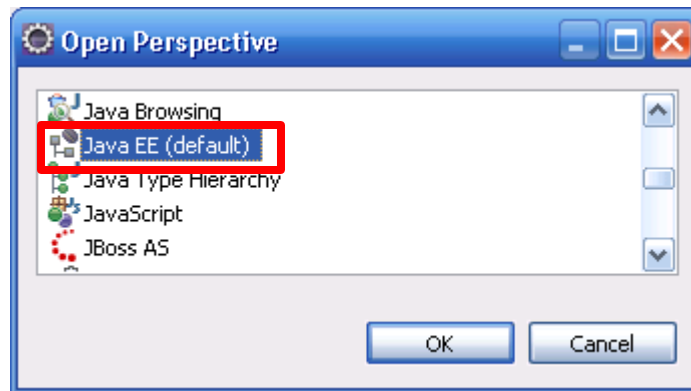 Open Perspective
Java Browsing
Java EE (default)
Java Type Hierarchy
JavaScript
JBoss AS
OK
Cancel